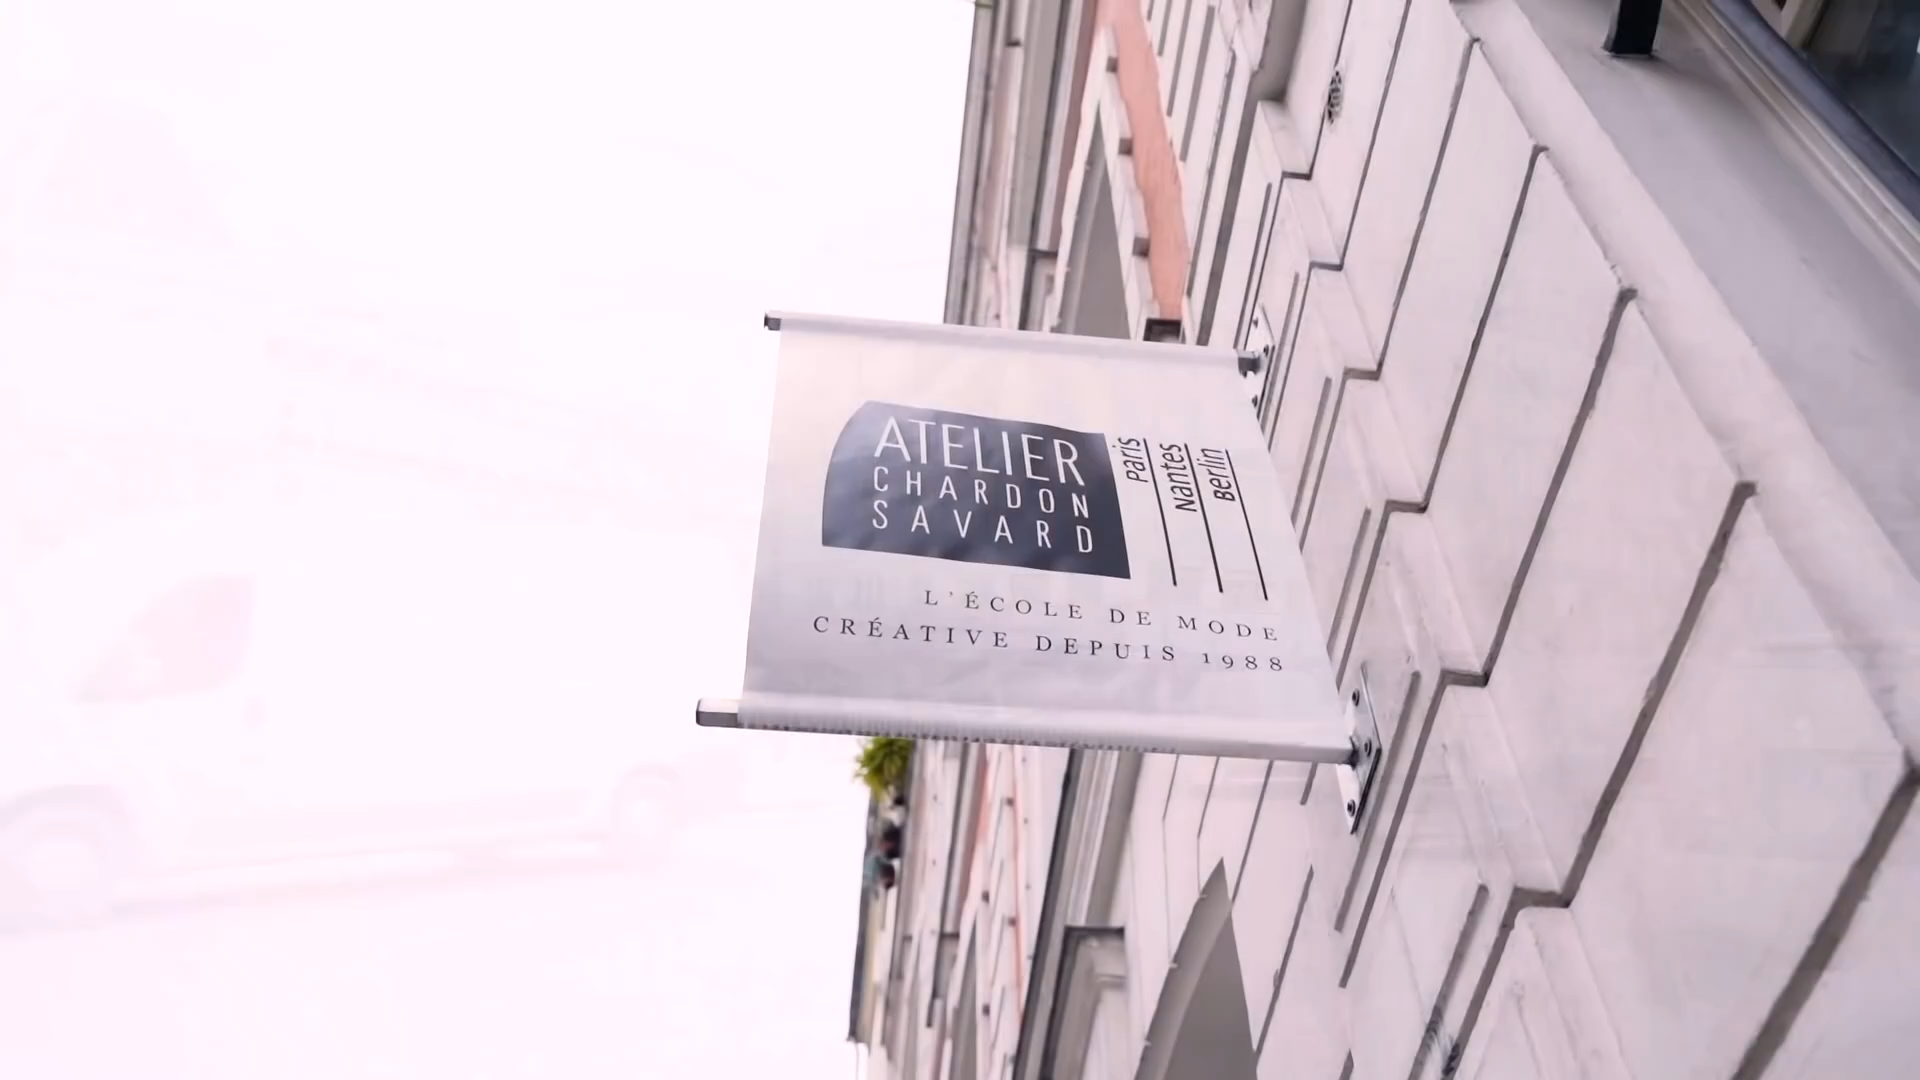 ATELIER
CHARDON
SAVARD
Paris
Nantes
Berlin
L'ÉCOLE DE MODE
CRÉATIVE DEPUIS 1988